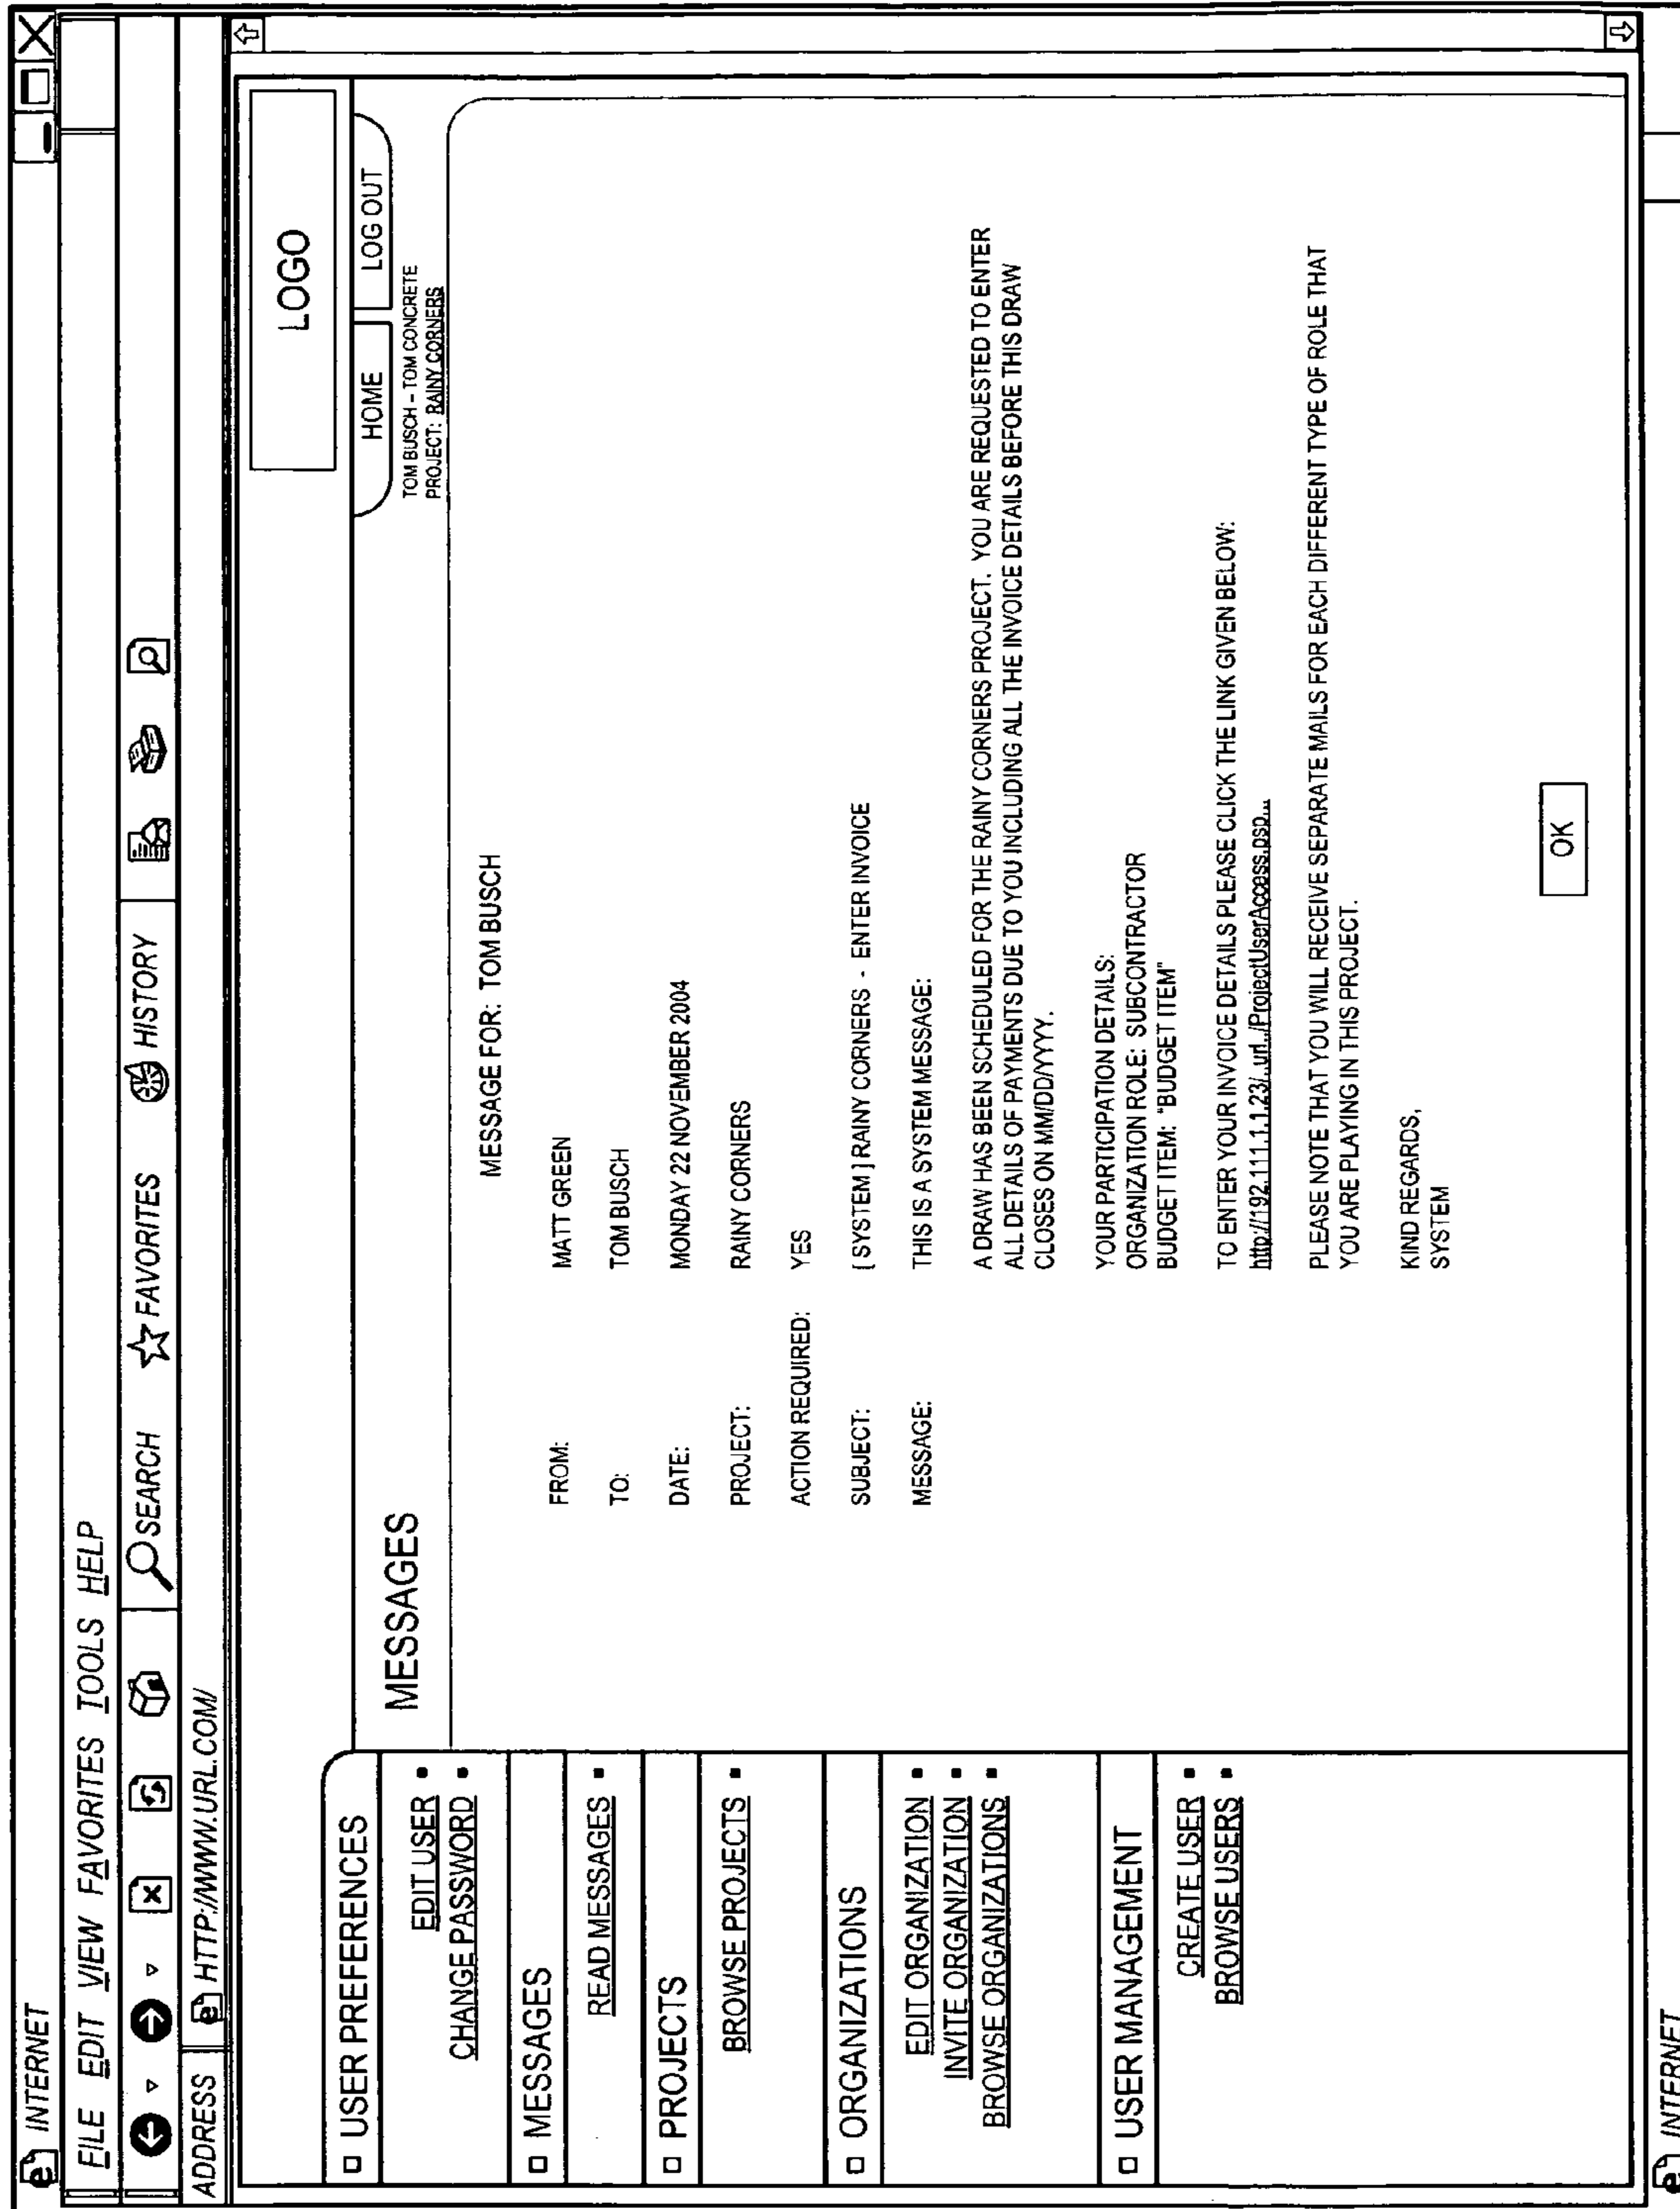 INTERNET
FILE EDIT VIEW FAVORITES TOOLS HELP
SEARCH FAVORITES HISTORY
ADDRESS HTTP://WWW.URL.COM/
LOGO
HOME LOG OUT
TOM BUSCH – TOM CONCRETE
PROJECT: RAINY CORNERS
USER PREFERENCES
EDIT USER
CHANGE PASSWORD
MESSAGES
READ MESSAGES
PROJECTS
BROWSE PROJECTS
ORGANIZATIONS
EDIT ORGANIZATION
INVITE ORGANIZATION
BROWSE ORGANIZATIONS
USER MANAGEMENT
CREATE USER
BROWSE USERS
MESSAGES
MESSAGE FOR: TOM BUSCH
FROM: MATT GREEN
TO: TOM BUSCH
DATE: MONDAY 22 NOVEMBER 2004
PROJECT: RAINY CORNERS
ACTION REQUIRED: YES
SUBJECT: [SYSTEM] RAINY CORNERS - ENTER INVOICE
MESSAGE: THIS IS A SYSTEM MESSAGE:
A DRAW HAS BEEN SCHEDULED FOR THE RAINY CORNERS PROJECT. YOU ARE REQUESTED TO ENTER
ALL DETAILS OF PAYMENTS DUE TO YOU INCLUDING ALL THE INVOICE DETAILS BEFORE THIS DRAW
CLOSES ON MM/DD/YYYY.
YOUR PARTICIPATION DETAILS:
ORGANIZATION ROLE: SUBCONTRACTOR
BUDGET ITEM: "BUDGET ITEM"
TO ENTER YOUR INVOICE DETAILS PLEASE CLICK THE LINK GIVEN BELOW:
http://192.111.1.1.23/..url../ProjectUserAccess.psp...
PLEASE NOTE THAT YOU WILL RECEIVE SEPARATE MAILS FOR EACH DIFFERENT TYPE OF ROLE THAT
YOU ARE PLAYING IN THIS PROJECT.
KIND REGARDS,
SYSTEM
OK
INTERNET